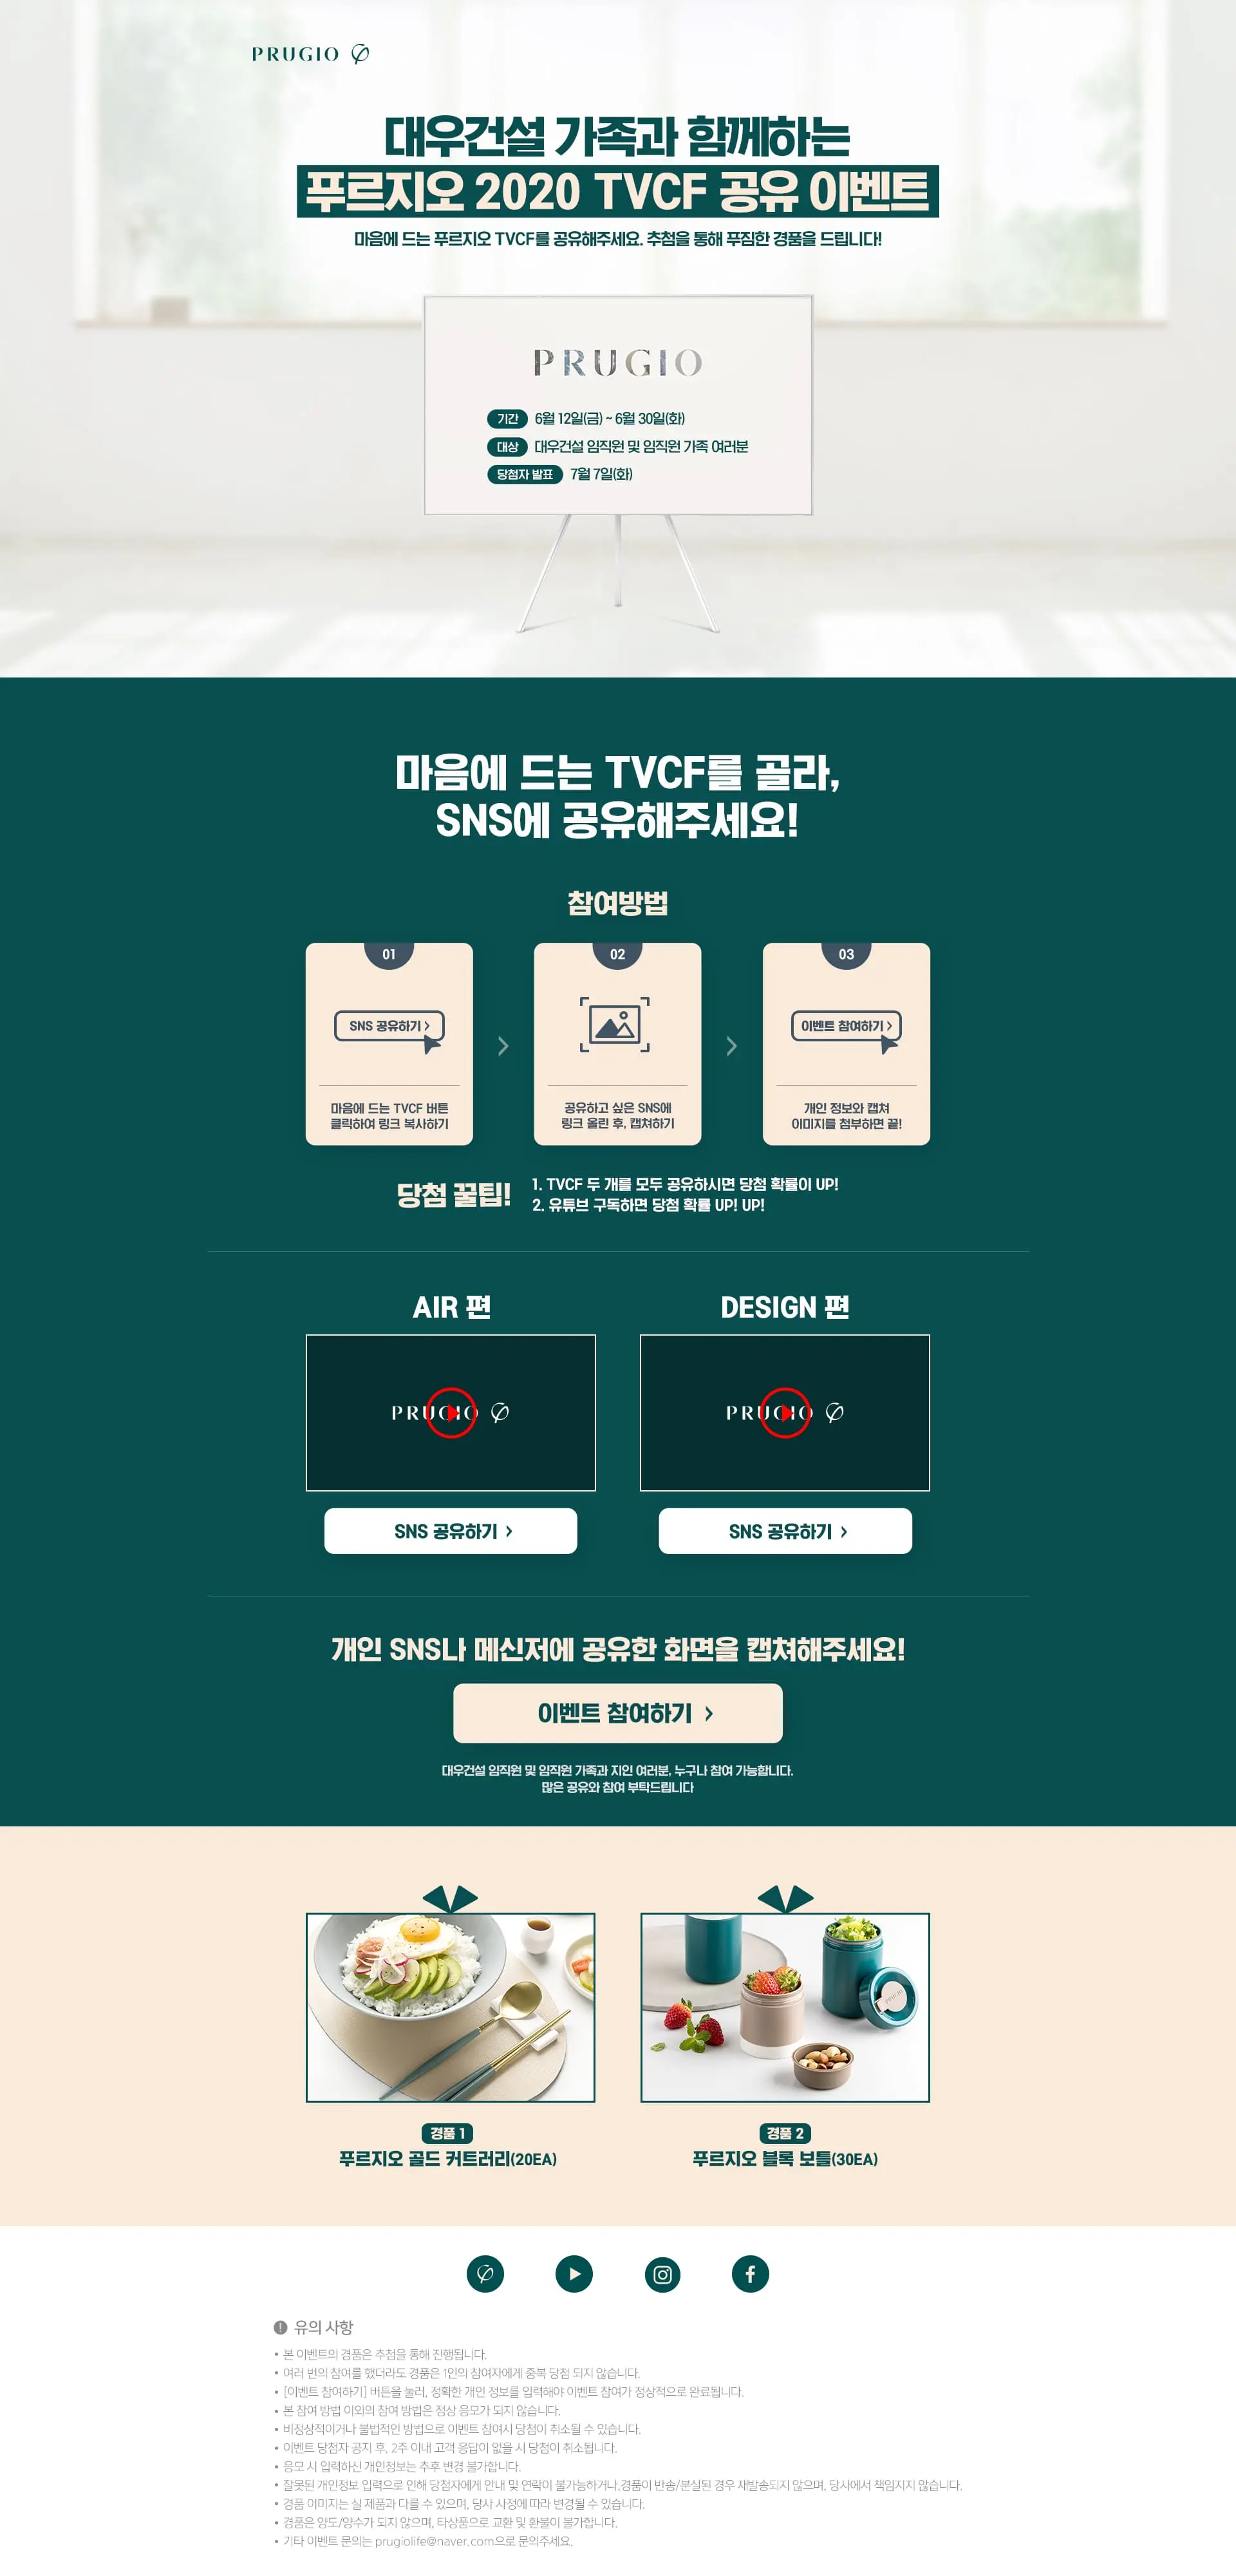 PRUGIO
대우건설 가족과 함께하는
푸르지오 2020 TVCF 공유 이벤트
마음에 드는 푸르지오 TVCF를 공유해주세요. 추첨을 통해 푸짐한 경품을 드립니다!
PRUGIO
기간 6월 12일(금) ~ 6월 30일(화)
대상 대우건설 임직원 및 임직원 가족 여러분
당첨자 발표 7월 7일(화)
마음에 드는 TVCF를 골라,
SNS에 공유해주세요!
참여방법
01
SNS 공유하기 >
마음에 드는 TVCF 버튼
클릭하여 링크 복사하기
02
공유하고 싶은 SNS에
링크 올린 후, 캡쳐하기
03
이벤트 참여하기 >
개인 정보와 캡쳐
이미지를 첨부하면 끝!
당첨 꿀팁!
1. TVCF 두 개를 모두 공유하시면 당첨 확률이 UP!
2. 유튜브 구독하면 당첨 확률 UP! UP!
AIR 편
PRUGIO
SNS 공유하기 >
DESIGN 편
PRUGIO
SNS 공유하기 >
개인 SNS나 메신저에 공유한 화면을 캡쳐해주세요!
이벤트 참여하기 >
대우건설 임직원 및 임직원 가족과 지인 여러분, 누구나 참여 가능합니다.
많은 공유와 참여 부탁드립니다
경품 1
푸르지오 골드 커트러리(20EA)
PRUGIO
경품 2
푸르지오 블록 보틀(30EA)
유의 사항
• 본 이벤트의 경품은 추첨을 통해 진행됩니다.
• 여러 번의 참여를 했더라도 경품은 1인의 참여자에게 중복 당첨 되지 않습니다.
• [이벤트 참여하기] 버튼을 눌러, 정확한 개인 정보를 입력해야 이벤트 참여가 정상적으로 완료됩니다.
• 본 참여 방법 이외의 참여 방법은 정상 응모가 되지 않습니다.
• 비정상적이거나 불법적인 방법으로 이벤트 참여시 당첨이 취소될 수 있습니다.
• 이벤트 당첨자 공지 후, 2주 이내 고객 응답이 없을 시 당첨이 취소됩니다.
• 응모 시 입력하신 개인정보는 추후 변경 불가합니다.
• 잘못된 개인정보 입력으로 인해 당첨자에게 안내 및 연락이 불가능하거나,경품이 반송/분실된 경우 재발송되지 않으며, 당사에서 책임지지 않습니다.
• 경품 이미지는 실 제품과 다를 수 있으며, 당사 사정에 따라 변경될 수 있습니다.
• 경품은 양도/양수가 되지 않으며, 타상품으로 교환 및 환불이 불가합니다.
• 기타 이벤트 문의는 prugiolife@naver.com으로 문의주세요.